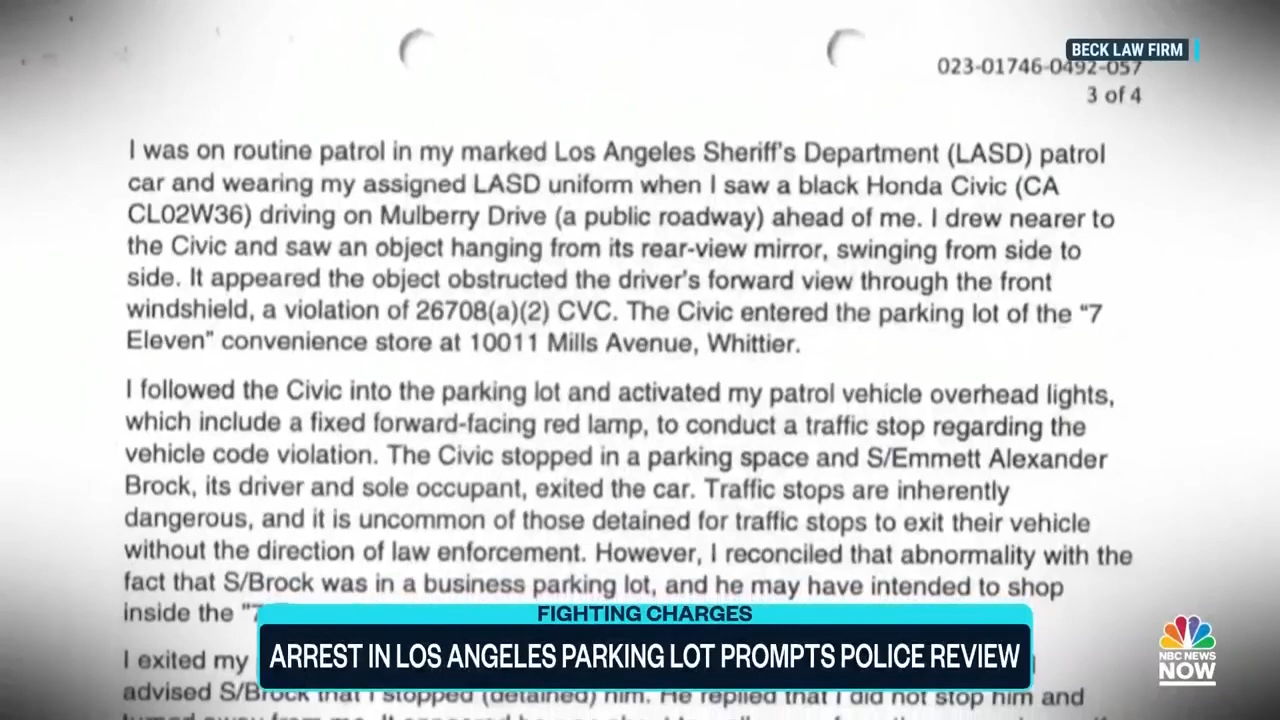 BECK LAW FIRM
023-01746-0492-057
3 of 4
I was on routine patrol in my marked Los Angeles Sheriff's Department (LASD) patrol
car and wearing my assigned LASD uniform when I saw a black Honda Civic (CA
CL02W36) driving on Mulberry Drive (a public roadway) ahead of me. I drew nearer to
the Civic and saw an object hanging from its rear-view mirror, swinging from side to
side. It appeared the object obstructed the driver's forward view through the front
windshield, a violation of 26708(a)(2) CVC. The Civic entered the parking lot of the "7
Eleven" convenience store at 10011 Mills Avenue, Whittier.
I followed the Civic into the parking lot and activated my patrol vehicle overhead lights,
which include a fixed forward-facing red lamp, to conduct a traffic stop regarding the
vehicle code violation. The Civic stopped in a parking space and S/Emmett Alexander
Brock, its driver and sole occupant, exited the car. Traffic stops are inherently
dangerous, and it is uncommon of those detained for traffic stops to exit their vehicle
without the direction of law enforcement. However, I reconciled that abnormality with the
fact that S/Brock was in a business parking lot, and he may have intended to shop
inside the "7
I exited my
advised S/Brock that I stopped (detained) him. He replied that I did not stop him and
FIGHTING CHARGES
ARREST IN LOS ANGELES PARKING LOT PROMPTS POLICE REVIEW
NBC NEWS
NOW